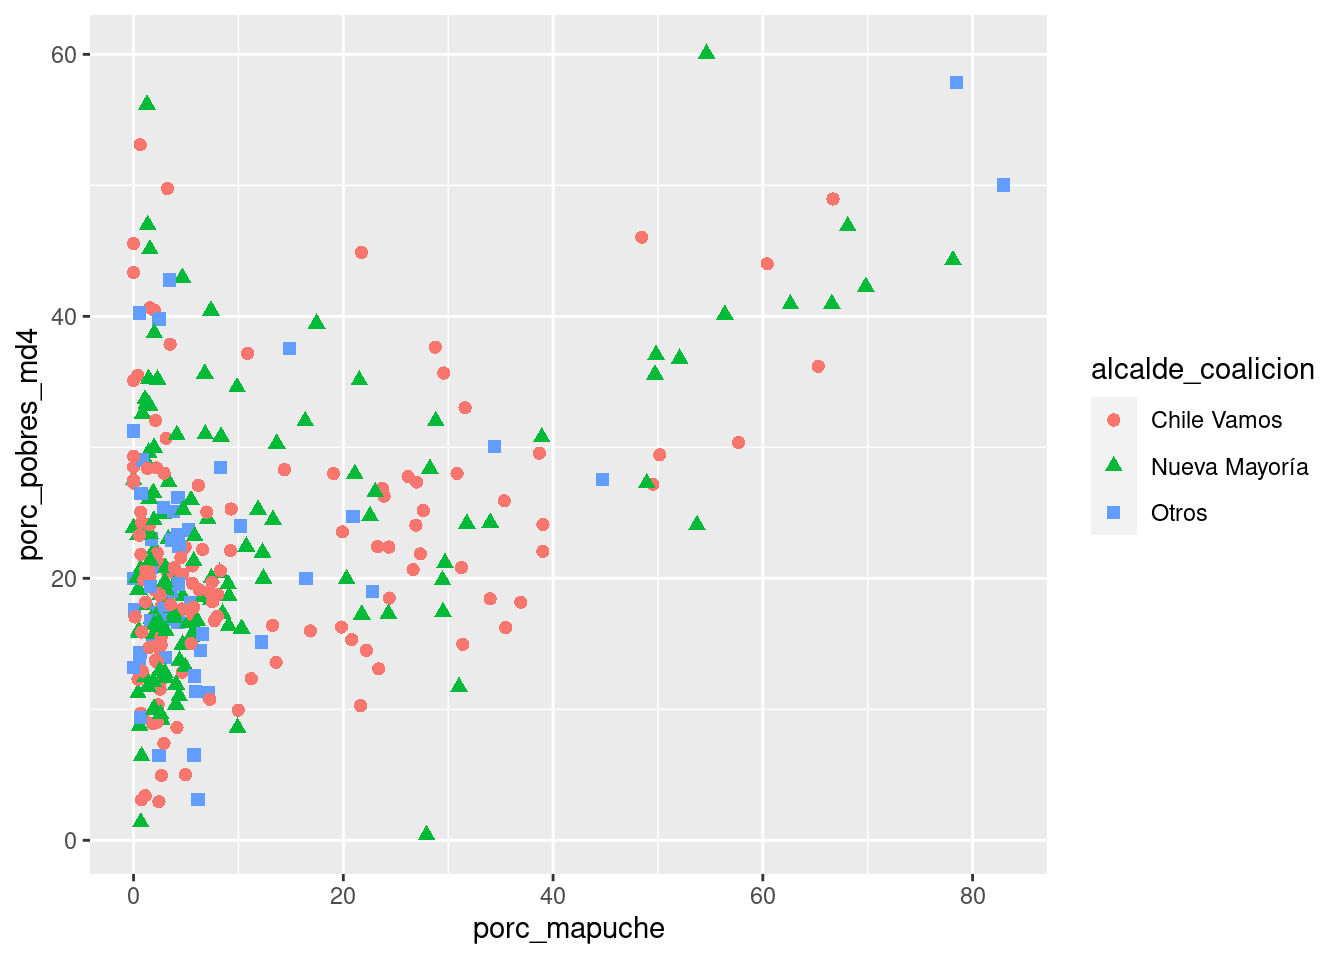 60
40
20
0
porc_pobres_md4
0 20 40 60 80
porc_mapuche
alcalde_coalicion
Chile Vamos
Nueva Mayoría
Otros